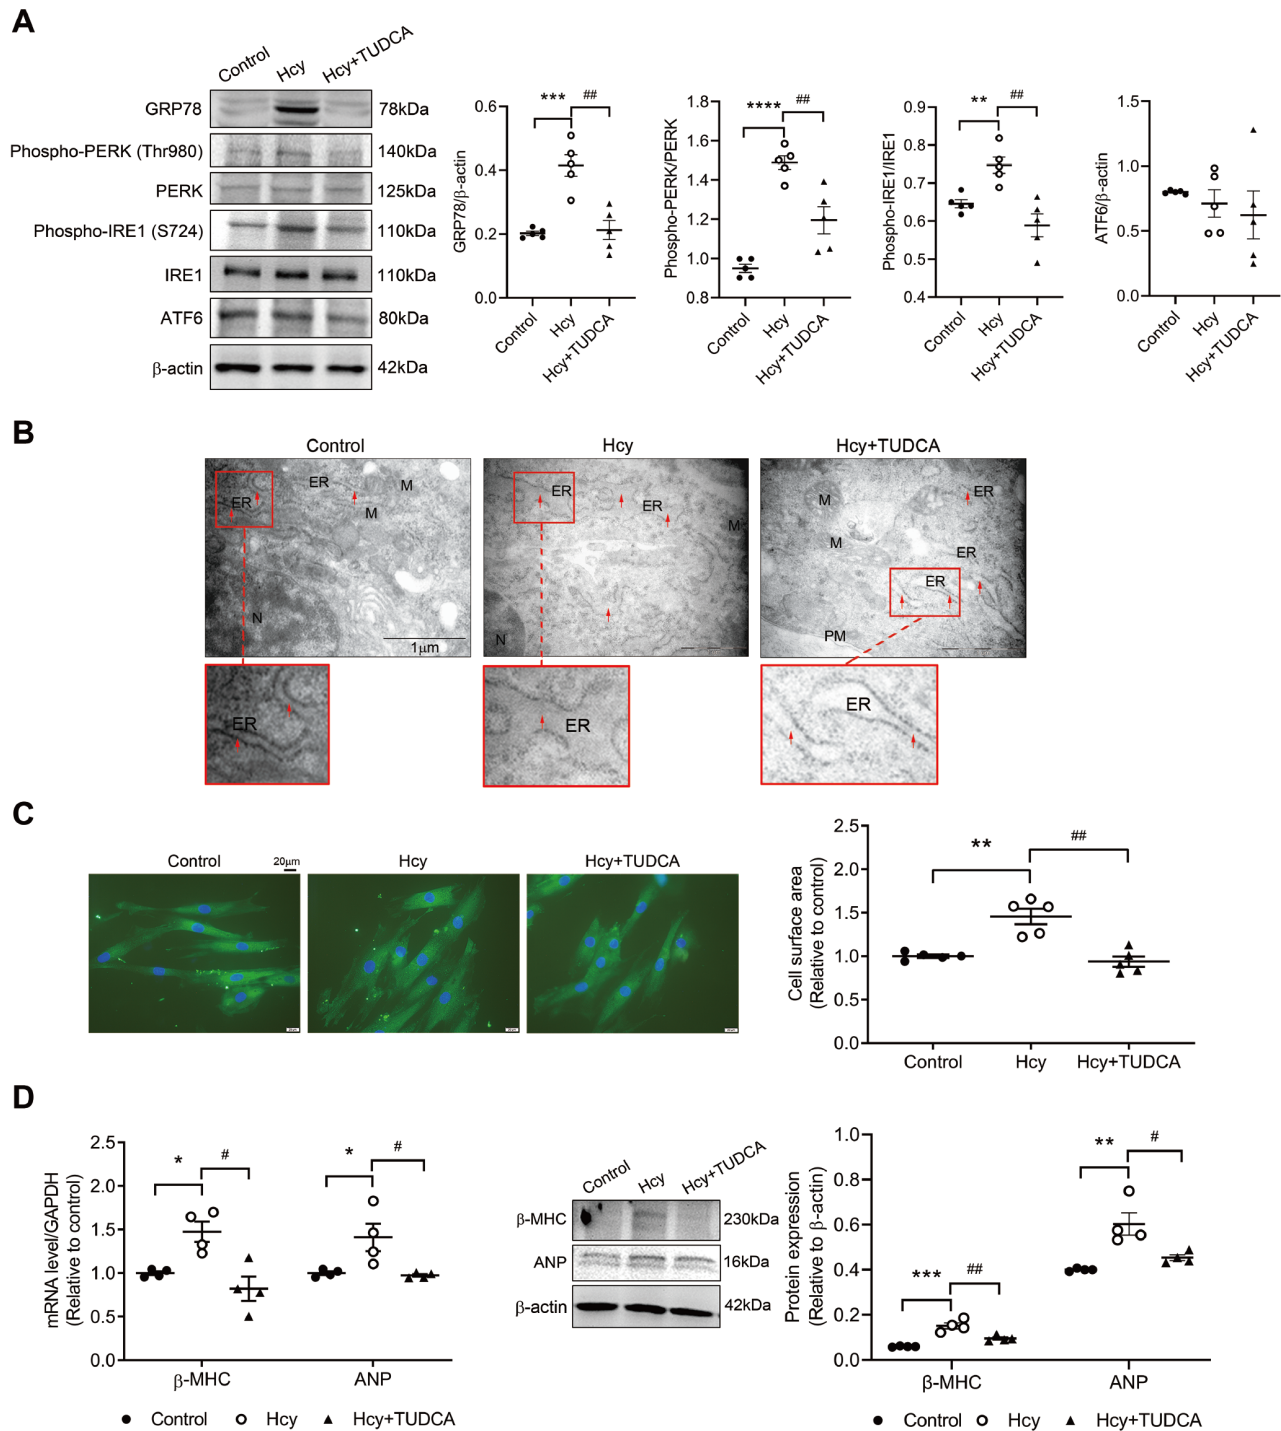 A
Control
Hcy
Hcy+TUDCA
GRP78
78kDa
Phospho-PERK (Thr980)
140kDa
PERK
125kDa
Phospho-IRE1 (S724)
110kDa
IRE1
110kDa
ATF6
80kDa
β-actin
42kDa
GRP78/β-actin
0.6
0.4
0.2
0.0
***
##
Control
Hcy
Hcy+TUDCA
Phospho-PERK/PERK
1.8
1.6
1.4
1.2
1.0
0.8
****
##
Control
Hcy
Hcy+TUDCA
Phospho-IRE1/IRE1
0.9
0.8
0.7
0.6
0.5
0.4
**
##
Control
Hcy
Hcy+TUDCA
ATF6/β-actin
1.5
1.0
0.5
0.0
Control
Hcy
Hcy+TUDCA
B
Control
Hcy
Hcy+TUDCA
ER
ER
M
M
N
1μm
ER
ER
ER
M
N
M
ER
M
ER
ER
PM
ER
ER
ER
C
Control
20μm
Hcy
Hcy+TUDCA
Cell surface area
(Relative to control)
2.5
2.0
1.5
1.0
0.5
0.0
**
##
Control
Hcy
Hcy+TUDCA
D
mRNA level/GAPDH
(Relative to control)
2.5
2.0
1.5
1.0
0.5
0.0
*
#
*
#
β-MHC
ANP
Control
Hcy
Hcy+TUDCA
Control
Hcy
Hcy+TUDCA
β-MHC
230kDa
ANP
16kDa
β-actin
42kDa
Protein expression
(Relative to β-actin)
1.0
0.8
0.6
0.4
0.2
0.0
***
##
**
#
β-MHC
ANP
Control
Hcy
Hcy+TUDCA